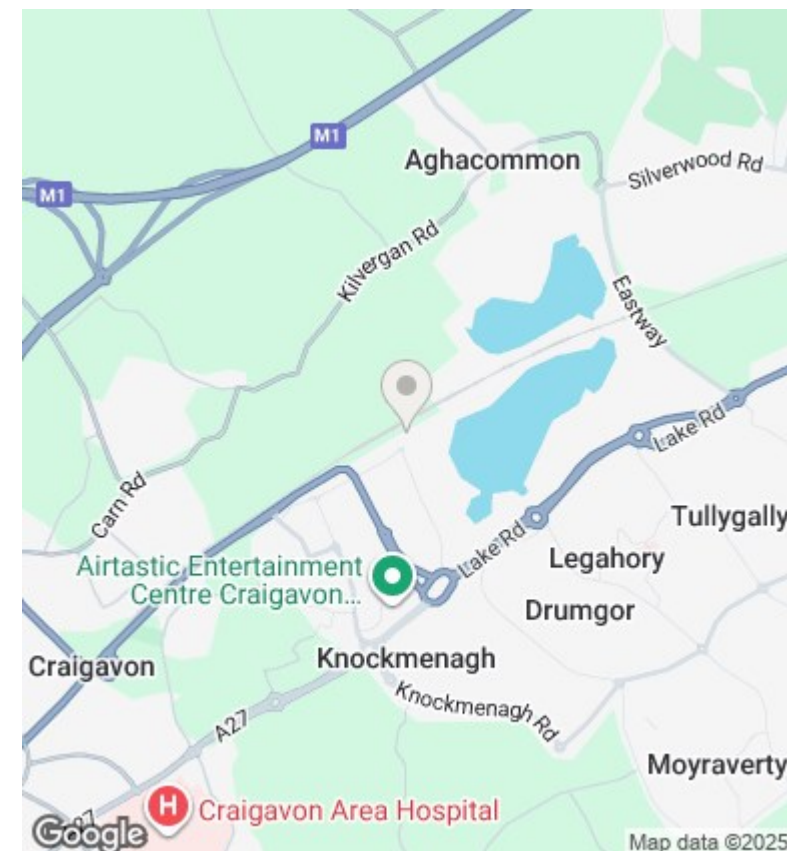 M1
Aghacommon
Silverwood Rd
M1
Kilvergan Rd
Eastway
Lake Rd
Carn Rd
Tullygally
Lake Rd
Legahory
Airtastic Entertainment
Centre Craigavon...
Drumgor
Craigavon
Knockmenagh
Knockmenagh Rd
A27
Moyraverty
H
Craigavon Area Hospital
Google
Map data ©2025